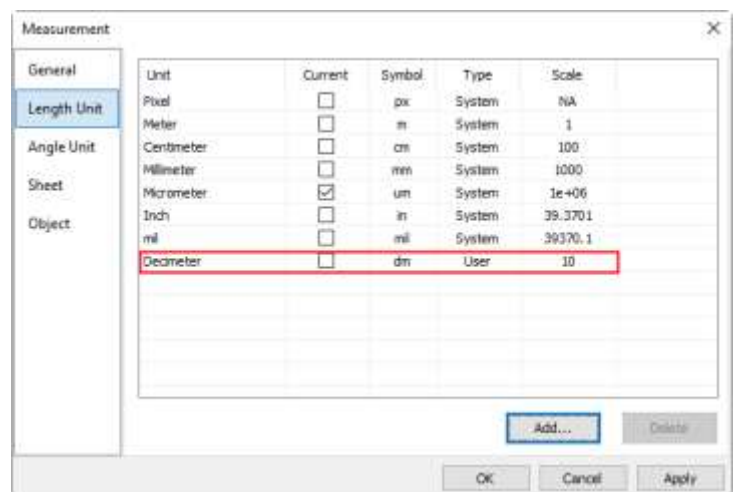 Measurement
General
Length Unit
Angle Unit
Sheet
Object
Unit Current Symbol Type Scale
Pixel px System NA
Meter m System 1
Centimeter cm System 100
Millimeter mm System 1000
Micrometer um System 1e+06
Inch in System 39.3701
mil mil System 39370.1
Decimeter dm User 10
Add... Delete
OK Cancel Apply